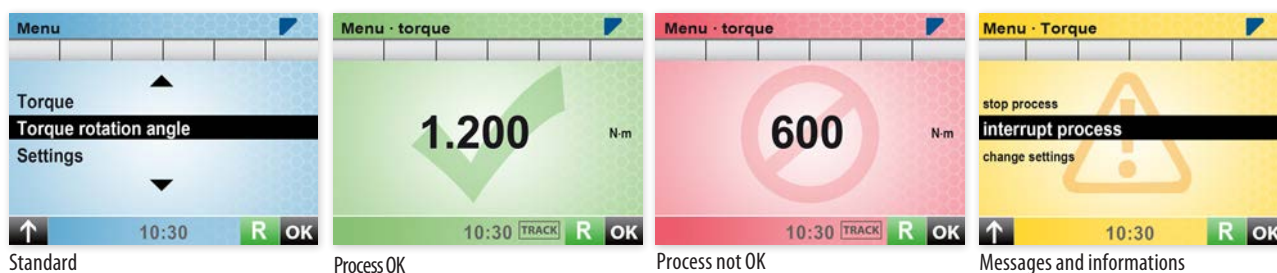 Menu
Torque
Torque rotation angle
Settings
10:30 R OK
Standard
Menu · torque
1.200 N·m
10:30 TRACK R OK
Process OK
Menu · torque
600 N·m
10:30 TRACK R OK
Process not OK
Menu · Torque
stop process
interrupt process
change settings
10:30 R OK
Messages and informations